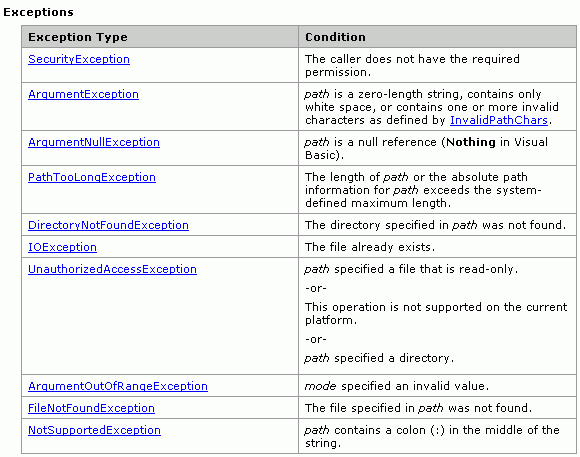 Exceptions
Exception Type Condition
SecurityException The caller does not have the required
permission.
ArgumentException path is a zero-length string, contains only
white space, or contains one or more invalid
characters as defined by InvalidPathChars.
ArgumentNullException path is a null reference (Nothing in Visual
Basic).
PathTooLongException The length of path or the absolute path
information for path exceeds the system-
defined maximum length.
DirectoryNotFoundException The directory specified in path was not found.
IOException The file already exists.
UnauthorizedAccessException path specified a file that is read-only.
-or-
This operation is not supported on the current
platform.
-or-
path specified a directory.
ArgumentOutOfRangeException mode specified an invalid value.
FileNotFoundException The file specified in path was not found.
NotSupportedException path contains a colon (:) in the middle of the
string.